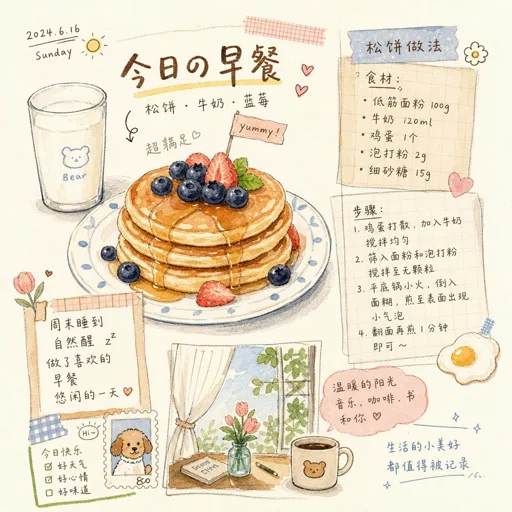 2024.6.16
Sunday
今日の早餐
松饼·牛奶·蓝莓
超满足
yummy!
Bear
松饼做法
食材:
• 低筋面粉 100g
• 牛奶 120ml
• 鸡蛋 1个
• 泡打粉 2g
• 细砂糖 15g
步骤:
1. 鸡蛋打散,加入牛奶
搅拌均匀
2. 筛入面粉和泡打粉
搅拌至无颗粒
3. 平底锅小火,倒入
面糊,煎至表面出现
小气泡
4. 翻面再煎1分钟
即可~
周末睡到
自然醒 zz
做了喜欢的
早餐
悠闲的一天
Hi~
今日快乐
好天气
好心情
好味道
80
温暖的阳光
音乐、咖啡、书
和你
生活的小美好
都值得被记录